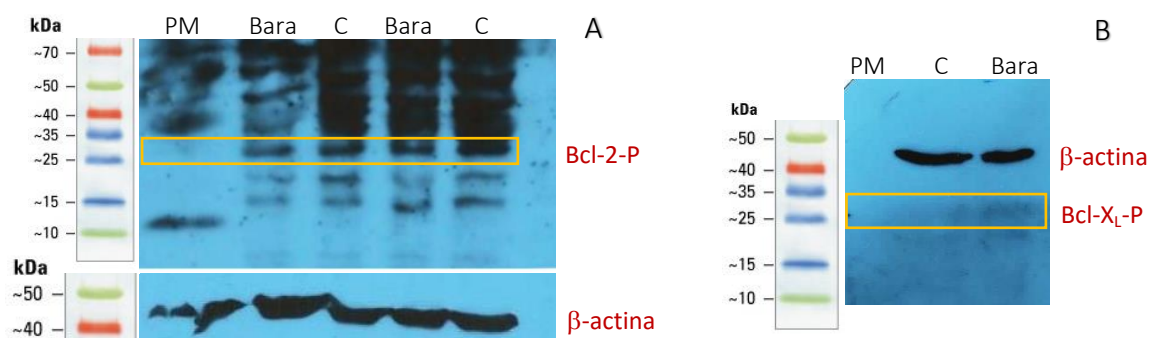 A
kDa
PM Bara C Bara C
~70
~50
~40
~35
~25
~15
~10
Bcl-2-P
kDa
~50
~40
β-actina
B
PM C Bara
kDa
~50
~40
~35
~25
~15
~10
β-actina
Bcl-XL-P